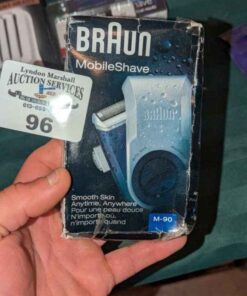 BRAUN
MobileShave
Lyndon Marshall
AUCTION SERVICES
96
BRAUN
Smooth Skin
Anytime, Anywhere
Pour une peau douce
N'importe où,
n'importe quand
M-90